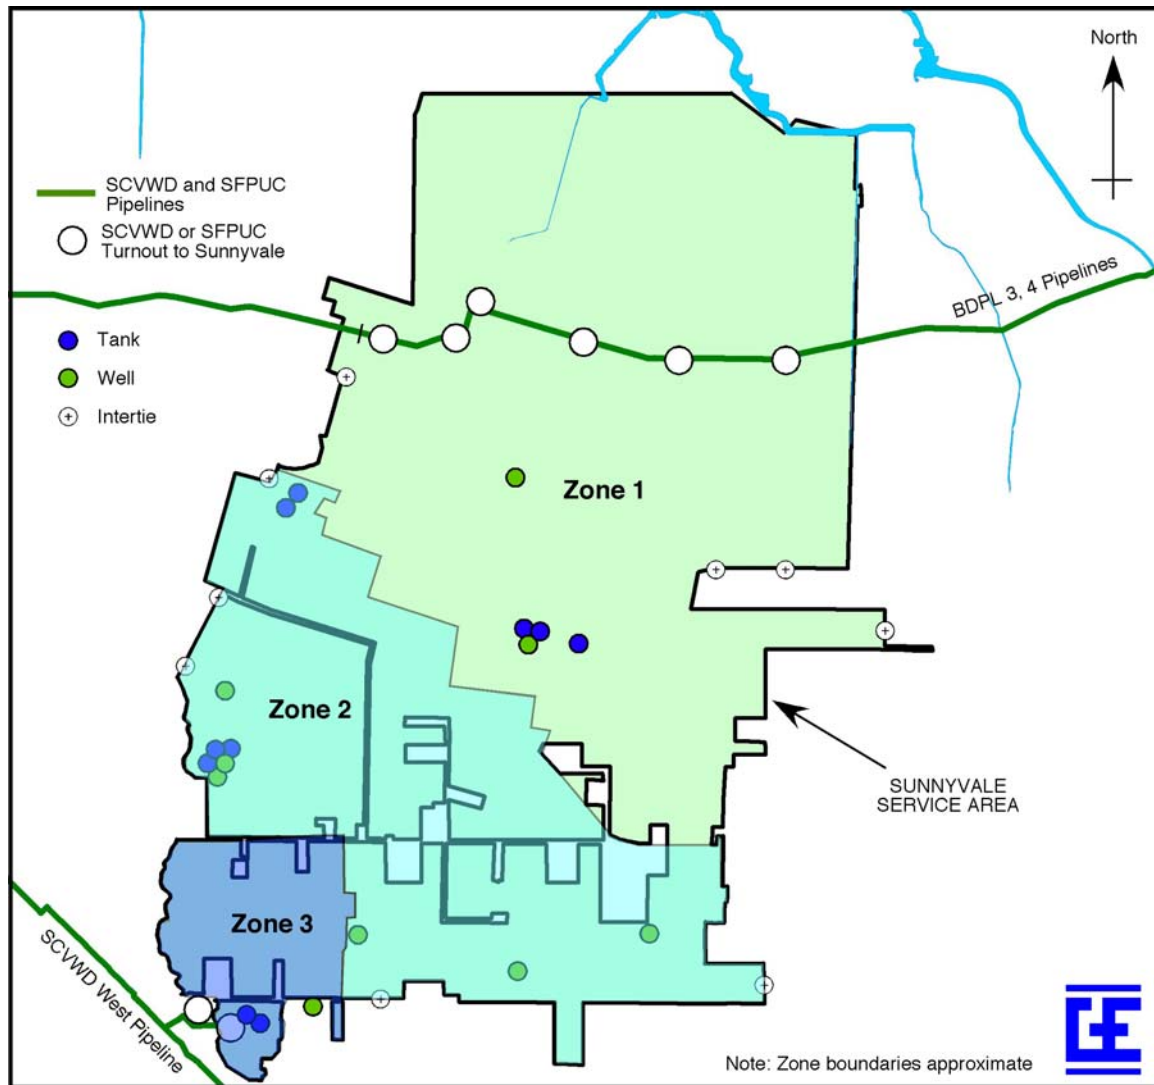 North
SCVWD and SFPUC
Pipelines
SCVWD or SFPUC
Turnout to Sunnyvale
BDPL 3, 4 Pipelines
Tank
Well
Intertie
Zone 1
Zone 2
SUNNYVALE
SERVICE AREA
Zone 3
SCVWD West Pipeline
Note: Zone boundaries approximate